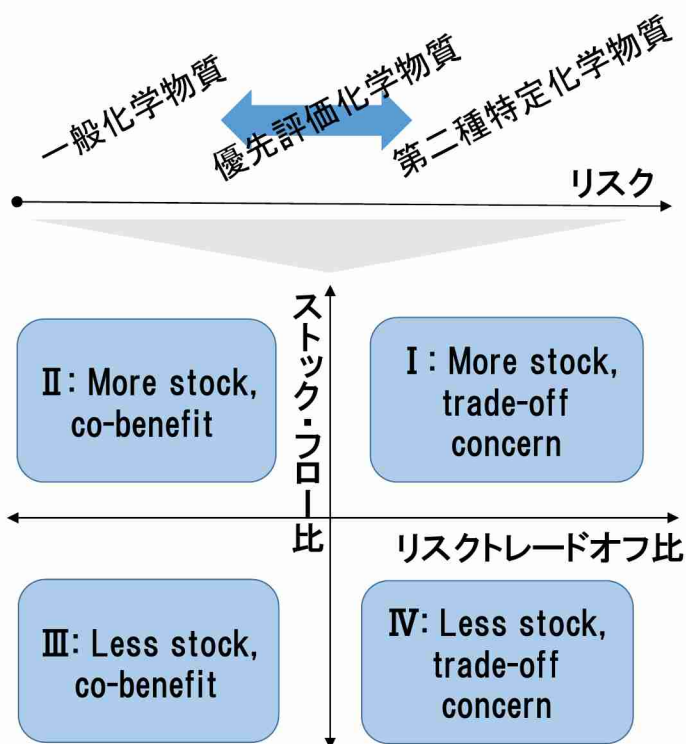 一般化学物質
優先評価化学物質
第二種特定化学物質
リスク
ストック・フロー比
Ⅱ: More stock,
co-benefit
Ⅰ: More stock,
trade-off
concern
リスクトレードオフ比
Ⅲ: Less stock,
co-benefit
Ⅳ: Less stock,
trade-off
concern